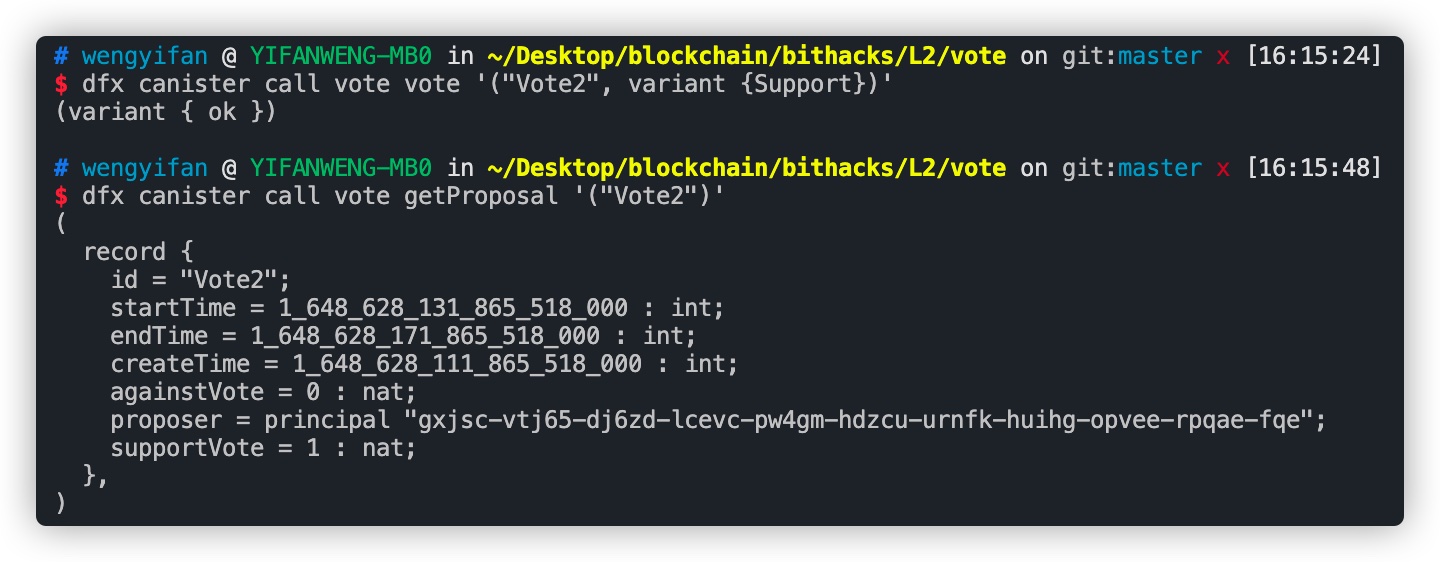 # wengyifan @ YIFANWENG-MB0 in ~/Desktop/blockchain/bithacks/L2/vote on git:master x [16:15:24]
$ dfx canister call vote vote '("Vote2", variant {Support})'
(variant { ok })
# wengyifan @ YIFANWENG-MB0 in ~/Desktop/blockchain/bithacks/L2/vote on git:master x [16:15:48]
$ dfx canister call vote getProposal '("Vote2")'
(
  record {
    id = "Vote2";
    startTime = 1_648_628_131_865_518_000 : int;
    endTime = 1_648_628_171_865_518_000 : int;
    createTime = 1_648_628_111_865_518_000 : int;
    againstVote = 0 : nat;
    proposer = principal "gxjsc-vtj65-dj6zd-lcevc-pw4gm-hdzcu-urnfk-huihg-opvee-rpqae-fqe";
    supportVote = 1 : nat;
  },
)